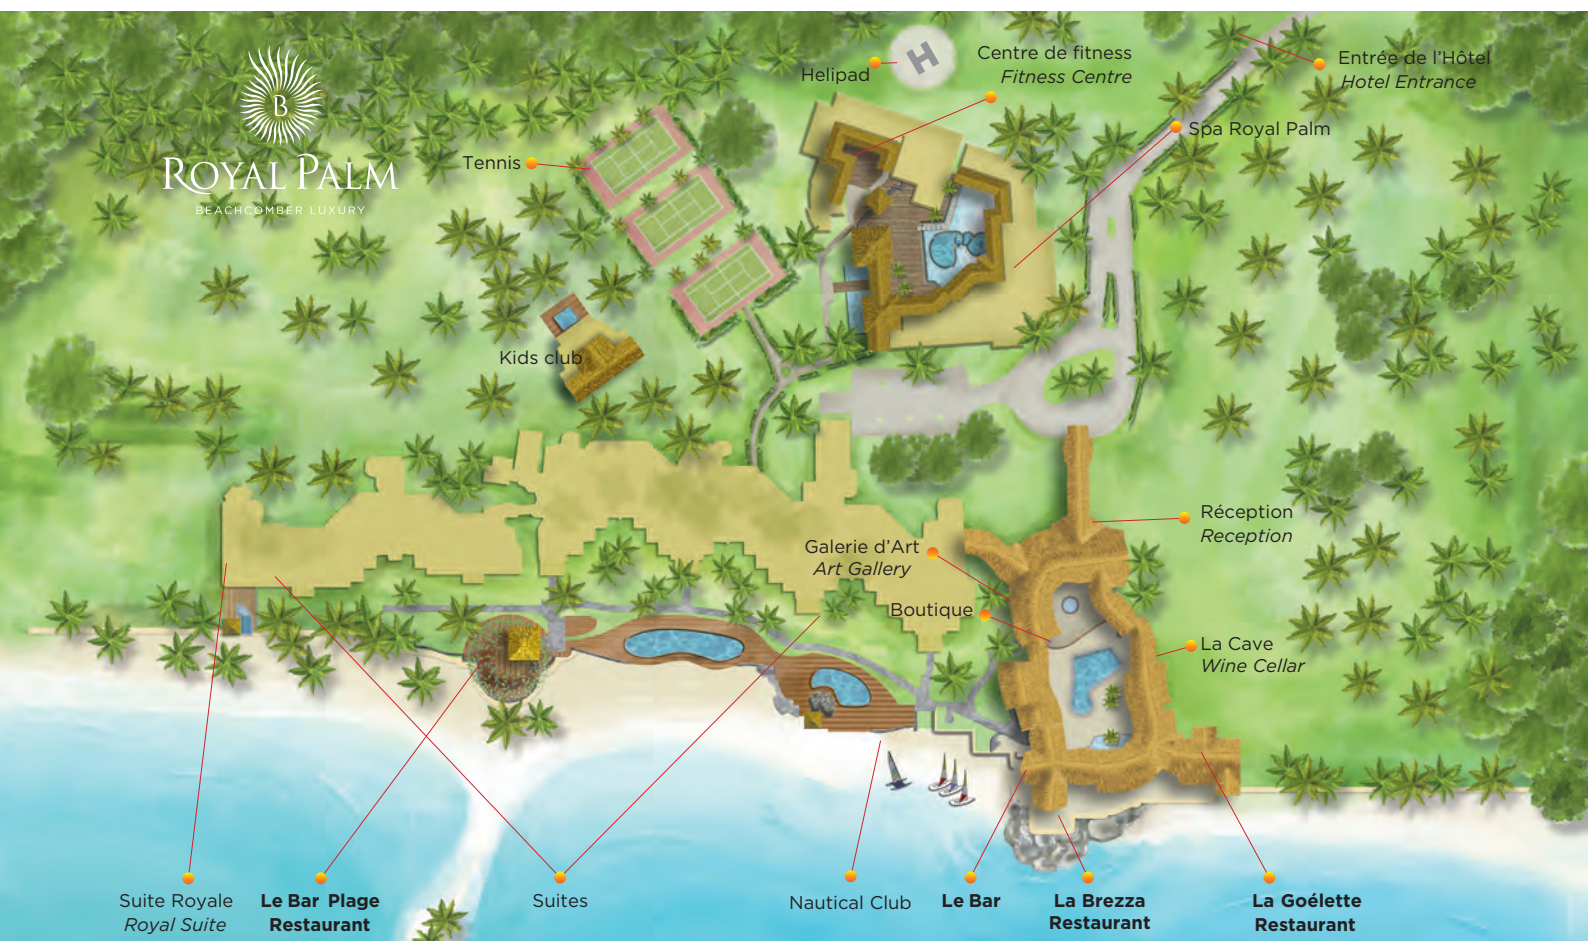 B
ROYAL PALM
BEACHCOMBER LUXURY
Helipad
H
Centre de fitness
Fitness Centre
Entrée de l'Hôtel
Hotel Entrance
Spa Royal Palm
Tennis
Kids club
Réception
Reception
Galerie d'Art
Art Gallery
Boutique
La Cave
Wine Cellar
Suite Royale
Royal Suite
Le Bar Plage
Restaurant
Suites
Nautical Club
Le Bar
La Brezza
Restaurant
La Goélette
Restaurant